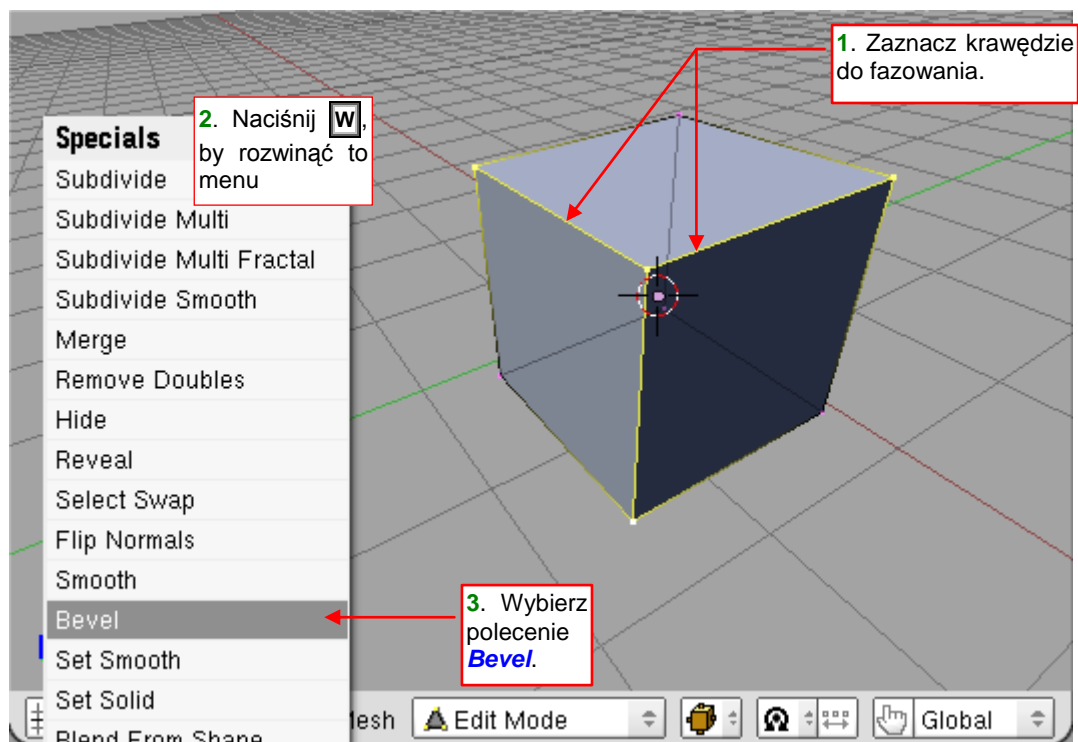 1. Zaznacz krawędzie
do fazowania.
2. Naciśnij W,
by rozwinąć to
menu
Specials
Subdivide
Subdivide Multi
Subdivide Multi Fractal
Subdivide Smooth
Merge
Remove Doubles
Hide
Reveal
Select Swap
Flip Normals
Smooth
Bevel
3. Wybierz
polecenie
Bevel.
Set Smooth
Set Solid
Blend From Shape
Edit Mode
Global